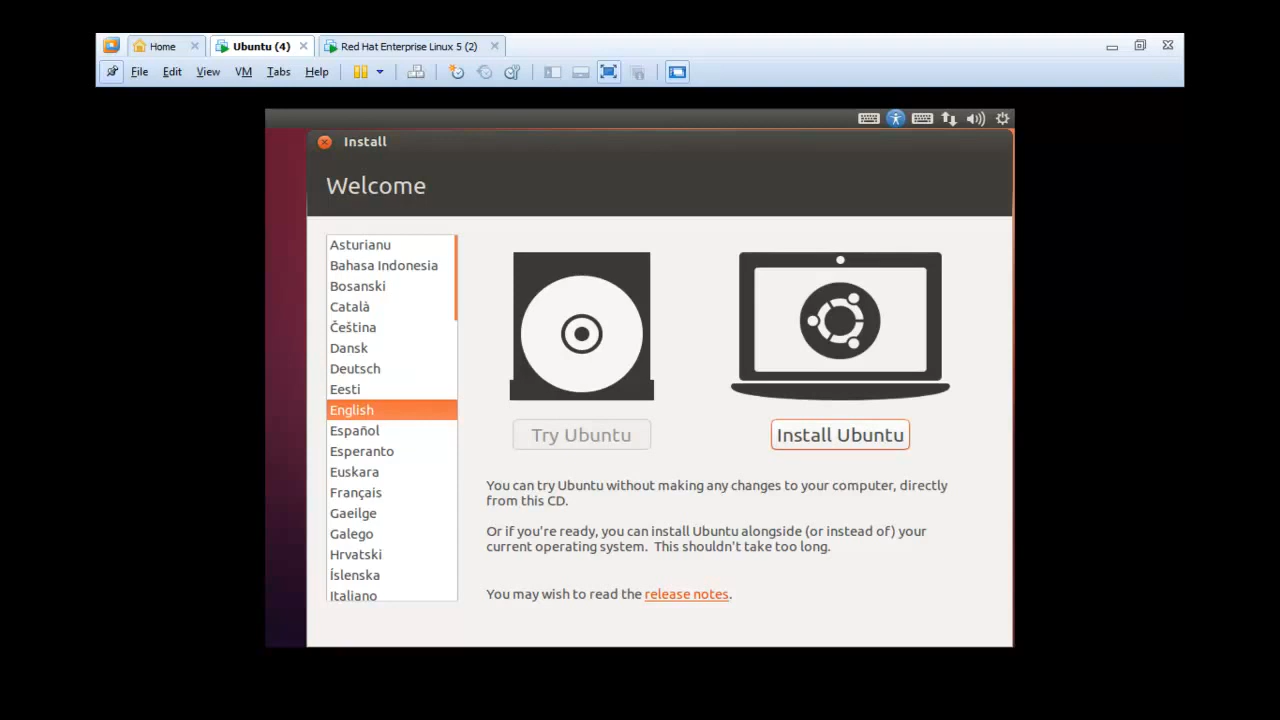 Home
Ubuntu (4)
Red Hat Enterprise Linux 5 (2)
File Edit View VM Tabs Help
Install
Welcome
Asturianu
Bahasa Indonesia
Bosanski
Català
Čeština
Dansk
Deutsch
Eesti
English
Español
Esperanto
Euskara
Français
Gaeilge
Galego
Hrvatski
Íslenska
Italiano
Try Ubuntu
Install Ubuntu
You can try Ubuntu without making any changes to your computer, directly
from this CD.
Or if you're ready, you can install Ubuntu alongside (or instead of) your
current operating system. This shouldn't take too long.
You may wish to read the release notes.